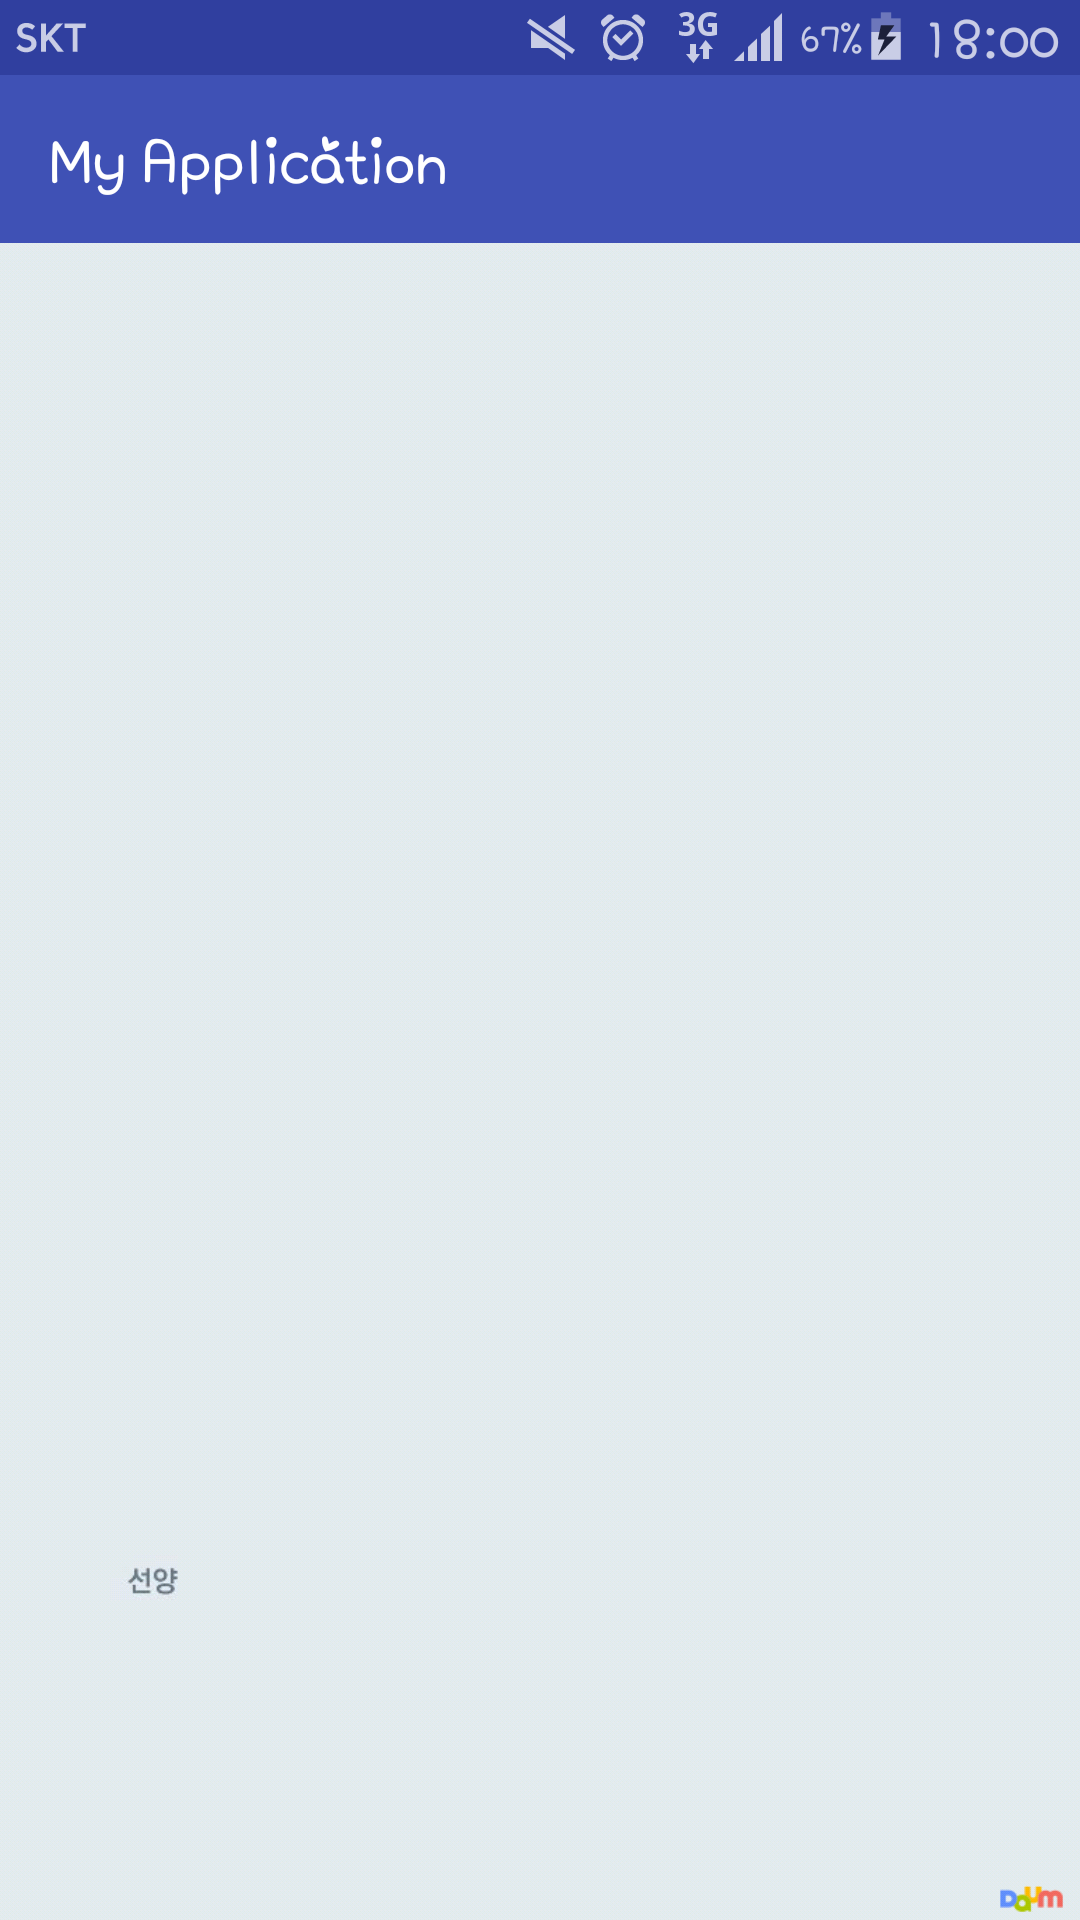 SKT 3G 67% 18:00
My Application
선양
Daum